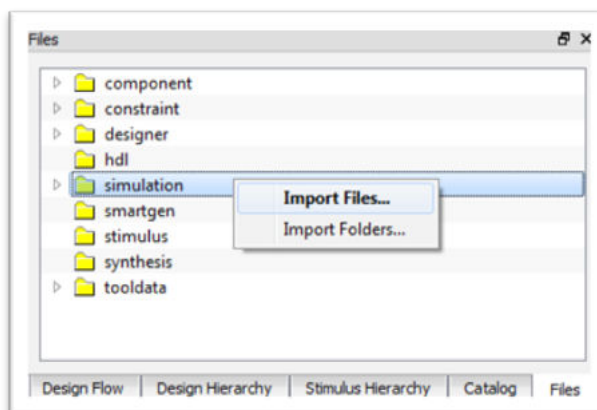 Files
component
constraint
designer
hdl
simulation
Import Files...
smartgen
Import Folders...
stimulus
synthesis
tooldata
Design Flow Design Hierarchy Stimulus Hierarchy Catalog Files